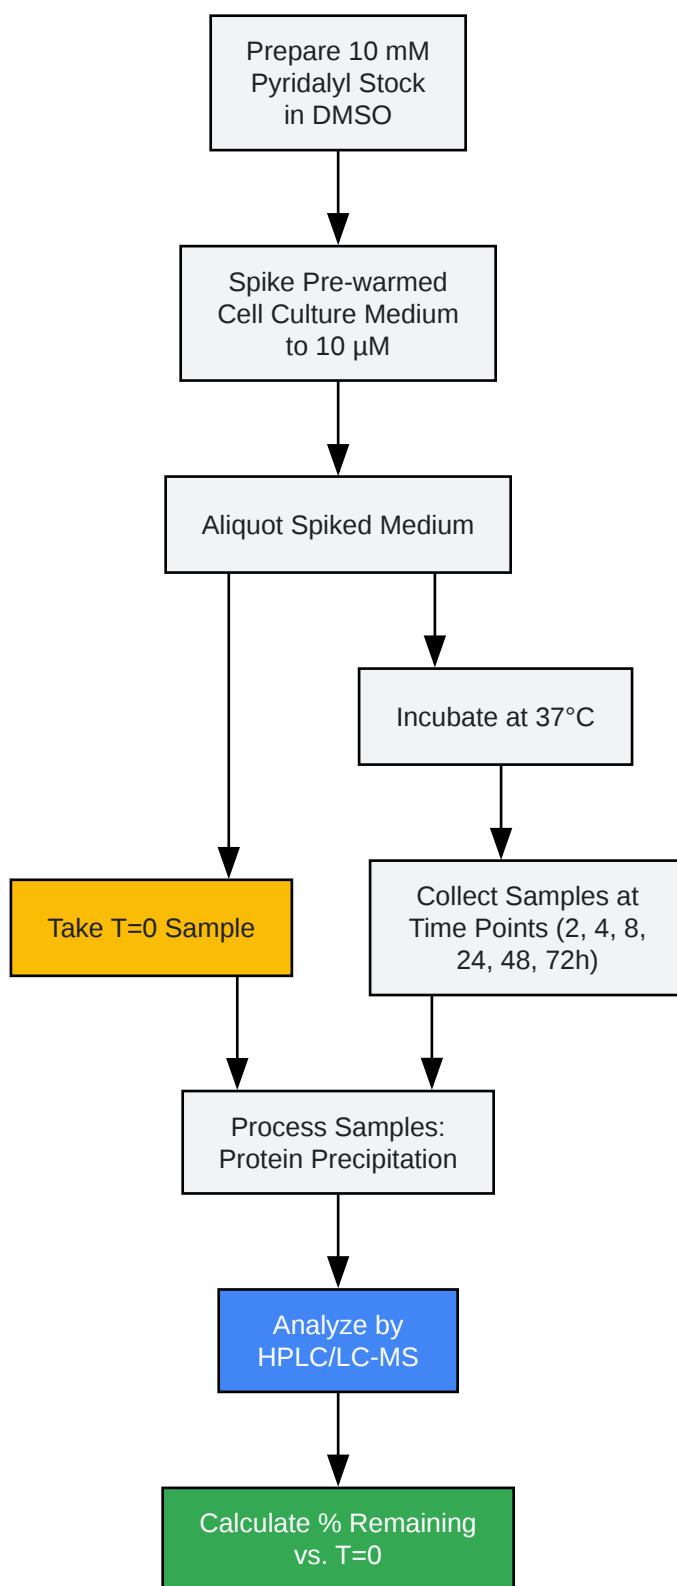 Prepare 10 mM
Pyridalyl Stock
in DMSO
Spike Pre-warmed
Cell Culture Medium
to 10 µM
Aliquot Spiked Medium
Incubate at 37°C
Take T=0 Sample
Collect Samples at
Time Points (2, 4, 8,
24, 48, 72h)
Process Samples:
Protein Precipitation
Analyze by
HPLC/LC-MS
Calculate % Remaining
vs. T=0